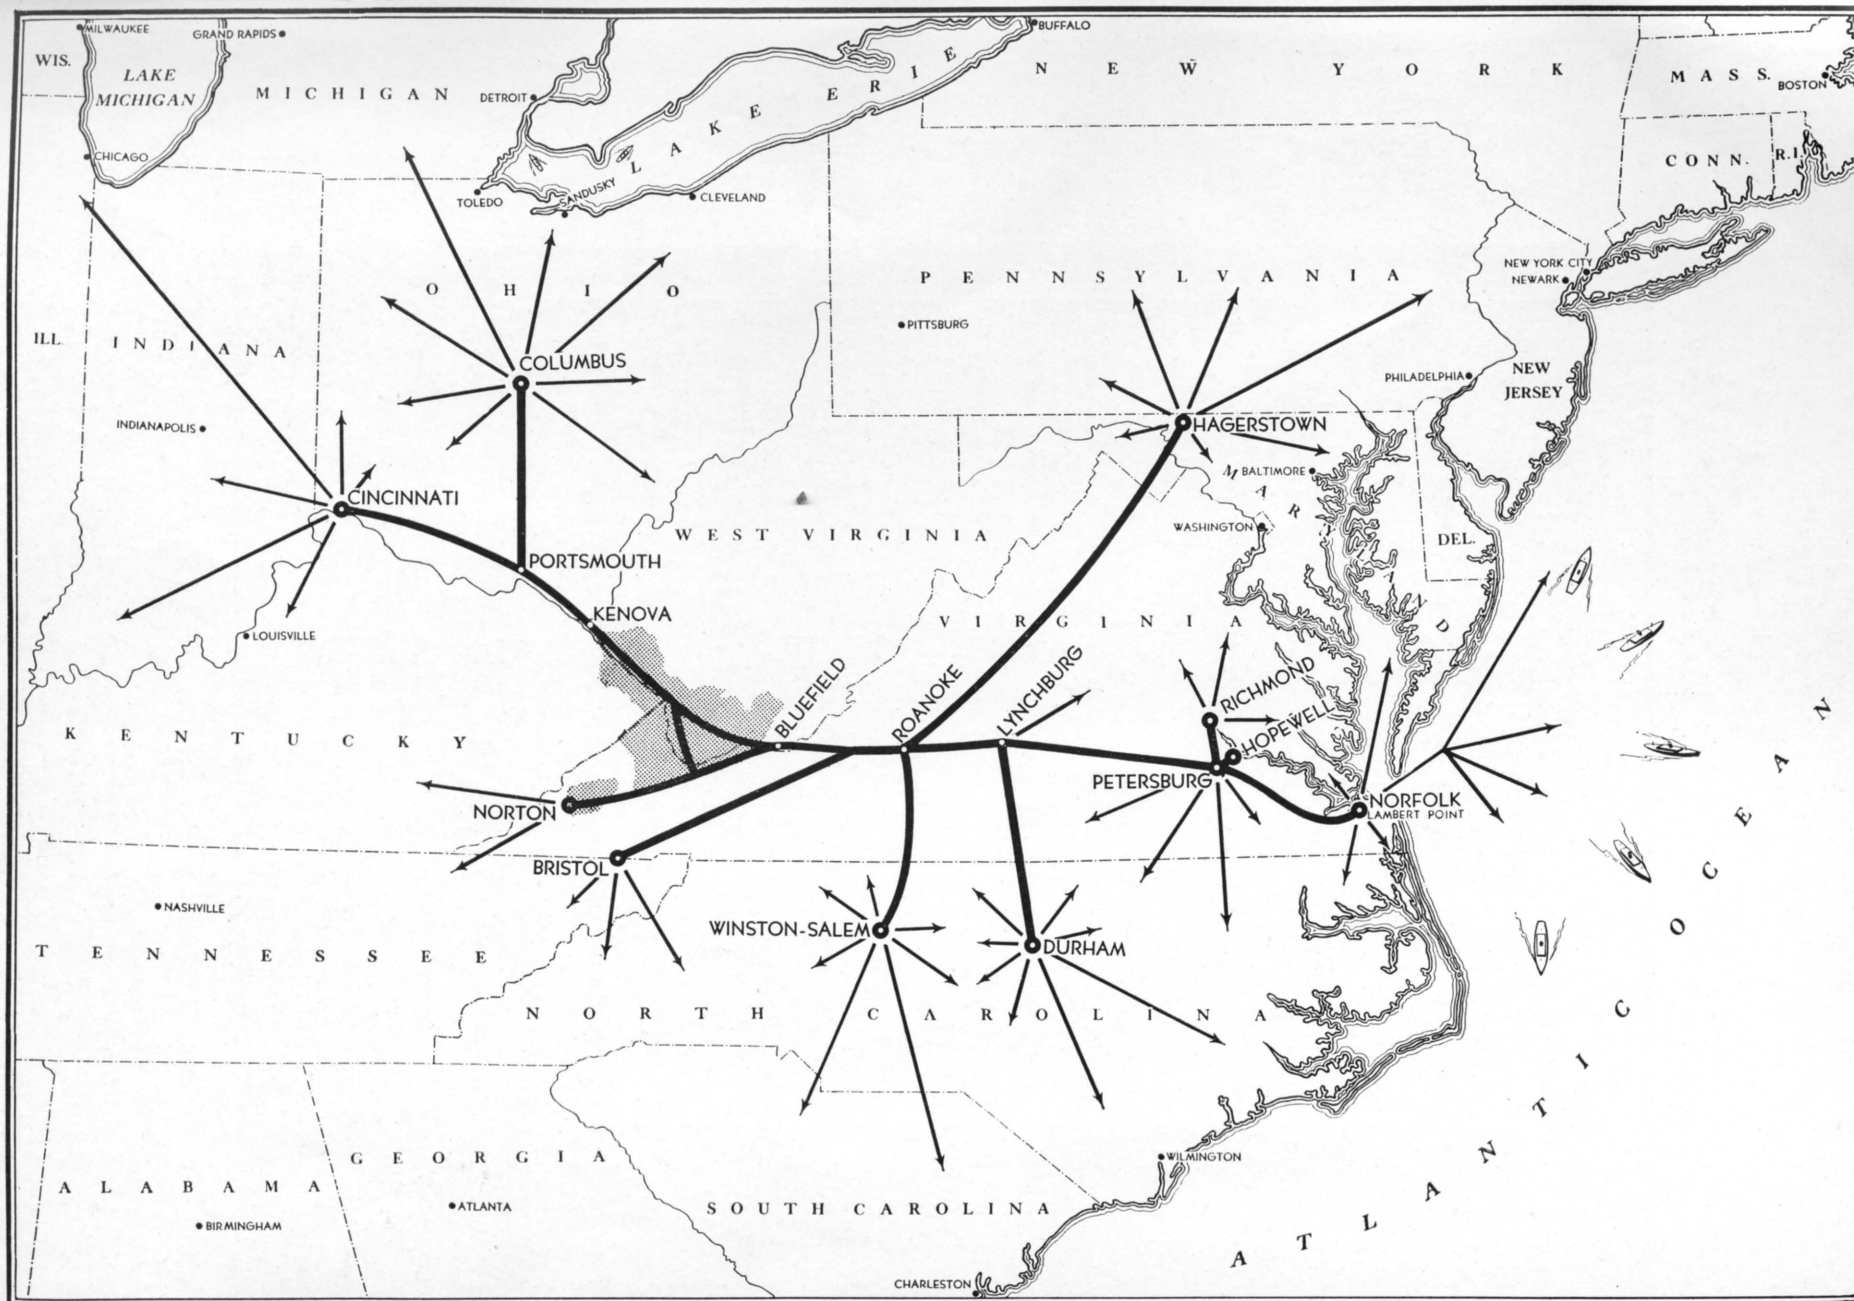 MILWAUKEE
GRAND RAPIDS
BUFFALO
WIS.
LAKE
MICHIGAN
MICHIGAN
DETROIT
LAKE ERIE
NEW YORK
MASS.
BOSTON
CHICAGO
CONN.
R.I.
TOLEDO
SANDUSKY
CLEVELAND
OHIO
PENNSYLVANIA
NEW YORK CITY
NEWARK
PITTSBURG
ILL.
INDIANA
COLUMBUS
PHILADELPHIA
NEW
JERSEY
INDIANAPOLIS
HAGERSTOWN
BALTIMORE
MARYLAND
CINCINNATI
WASHINGTON
WEST VIRGINIA
DEL.
PORTSMOUTH
KENOVA
LOUISVILLE
VIRGINIA
KENTUCKY
BLUEFIELD
ROANOKE
LYNCHBURG
RICHMOND
HOPEWELL
PETERSBURG
NORFOLK
LAMBERT POINT
NORTON
BRISTOL
NASHVILLE
TENNESSEE
WINSTON-SALEM
DURHAM
NORTH CAROLINA
ATLANTIC OCEAN
WILMINGTON
GEORGIA
ALABAMA
ATLANTA
BIRMINGHAM
SOUTH CAROLINA
CHARLESTON